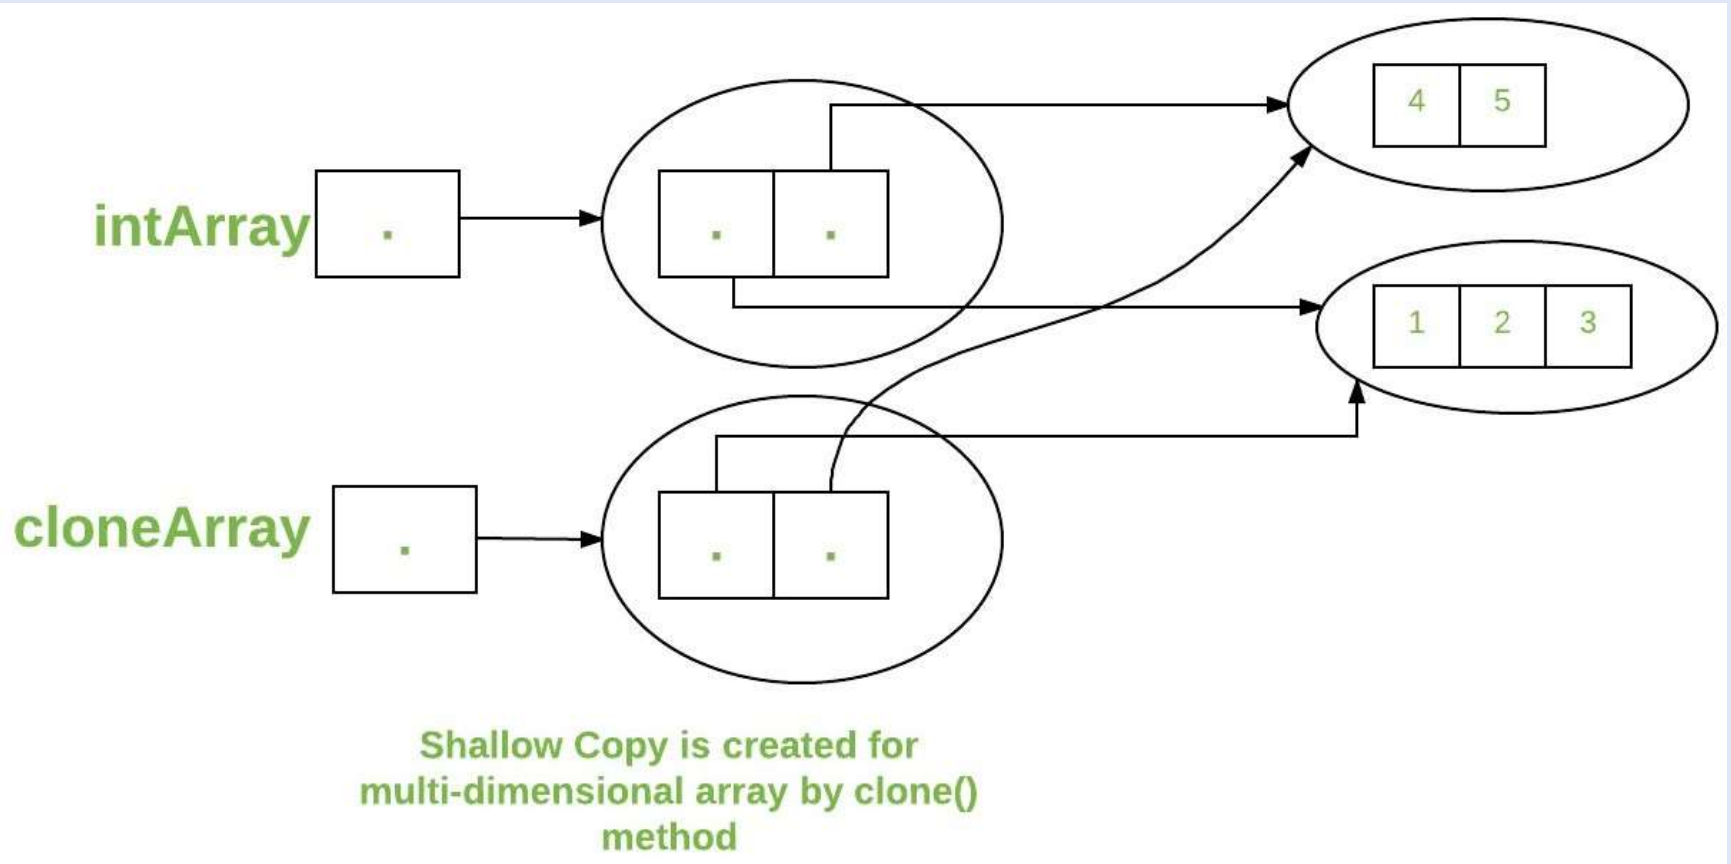 4 5
intArray . . .
1 2 3
cloneArray . . .
Shallow Copy is created for
multi-dimensional array by clone()
method